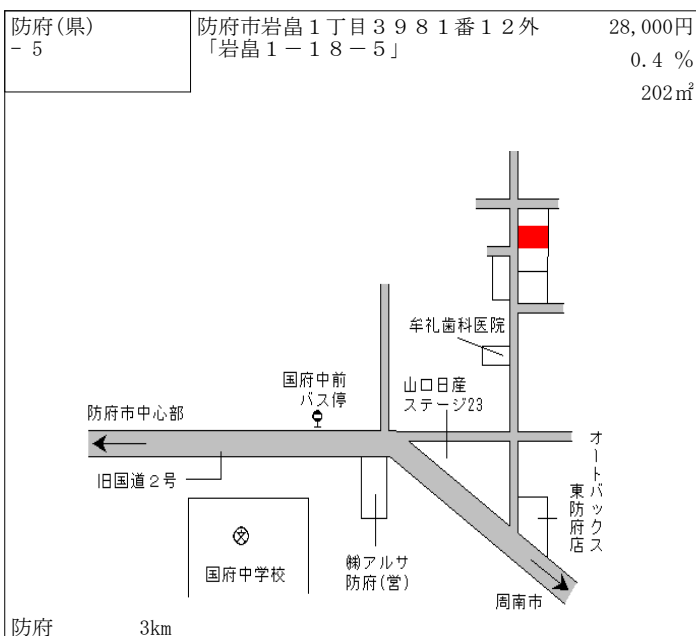 防府(県)
- 5
防府市岩畠１丁目３９８１番１２外
「岩畠１－１８－５」
28,000円
0.4 %
202㎡
牟礼歯科医院
国府中前
バス停
山口日産
ステージ23
防府市中心部
旧国道２号
オートバックス
東防府店
国府中学校
㈱アルサ
防府(営)
周南市
防府 3km